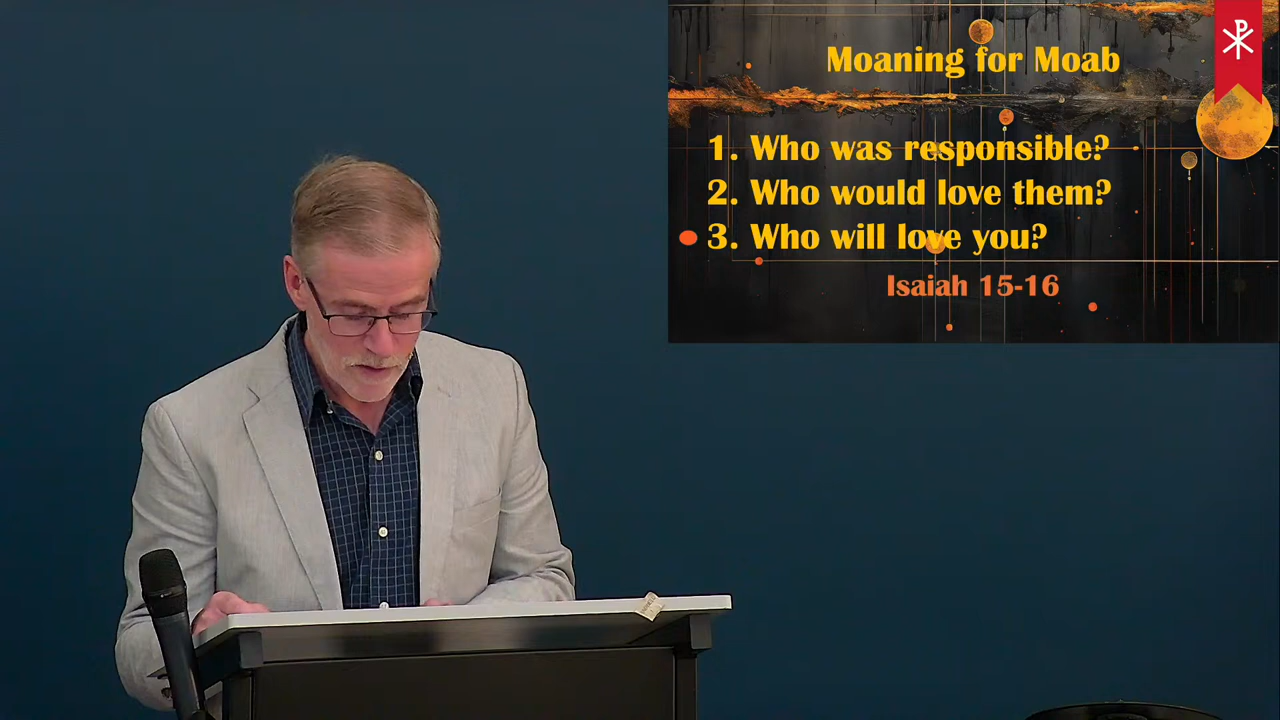 Moaning for Moab
1. Who was responsible?
2. Who would love them?
3. Who will love you?
Isaiah 15-16